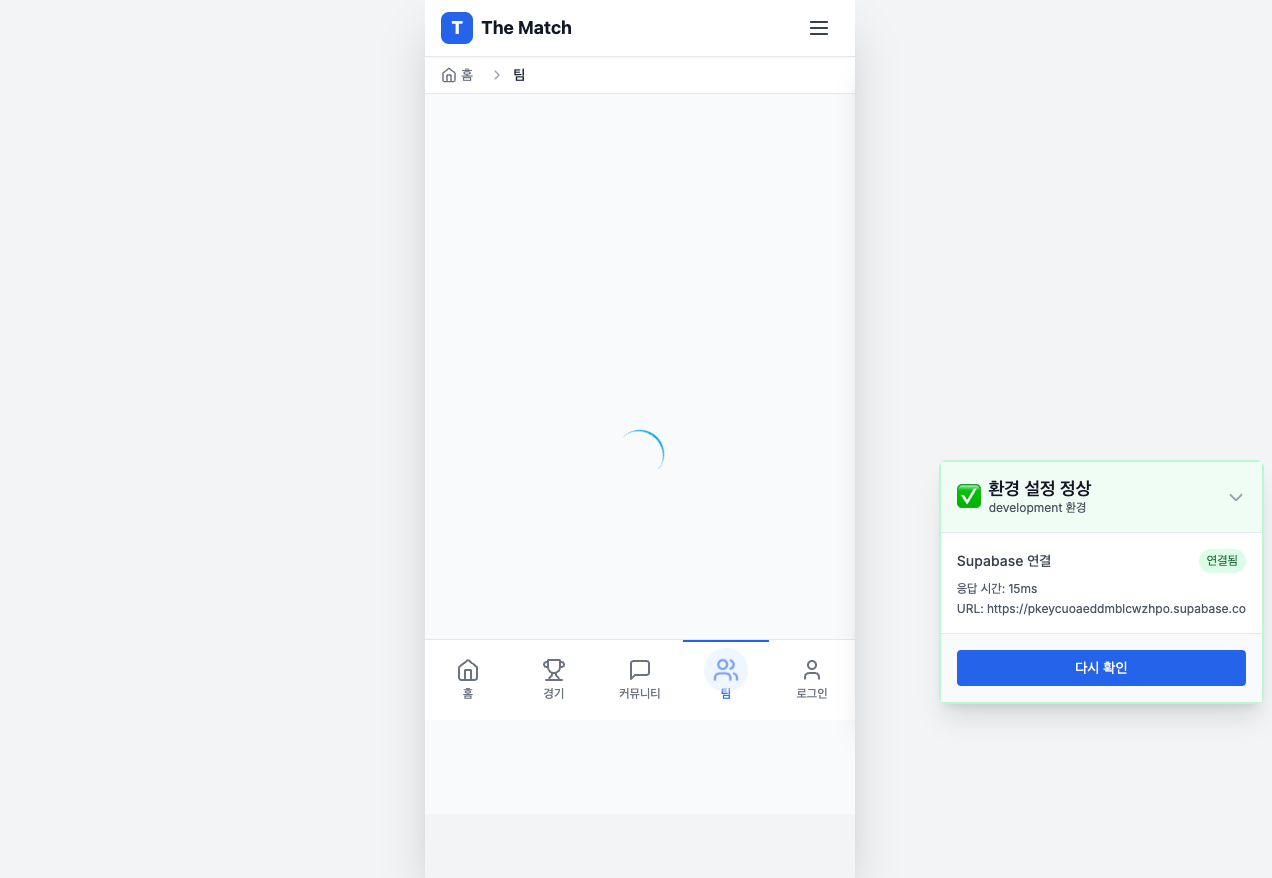 T The Match
홈 팀
환경 설정 정상
development 환경
Supabase 연결 연결됨
응답 시간: 15ms
URL: https://pkeycuoaeddmblcwzhpo.supabase.co
다시 확인
홈 경기 커뮤니티 팀 로그인